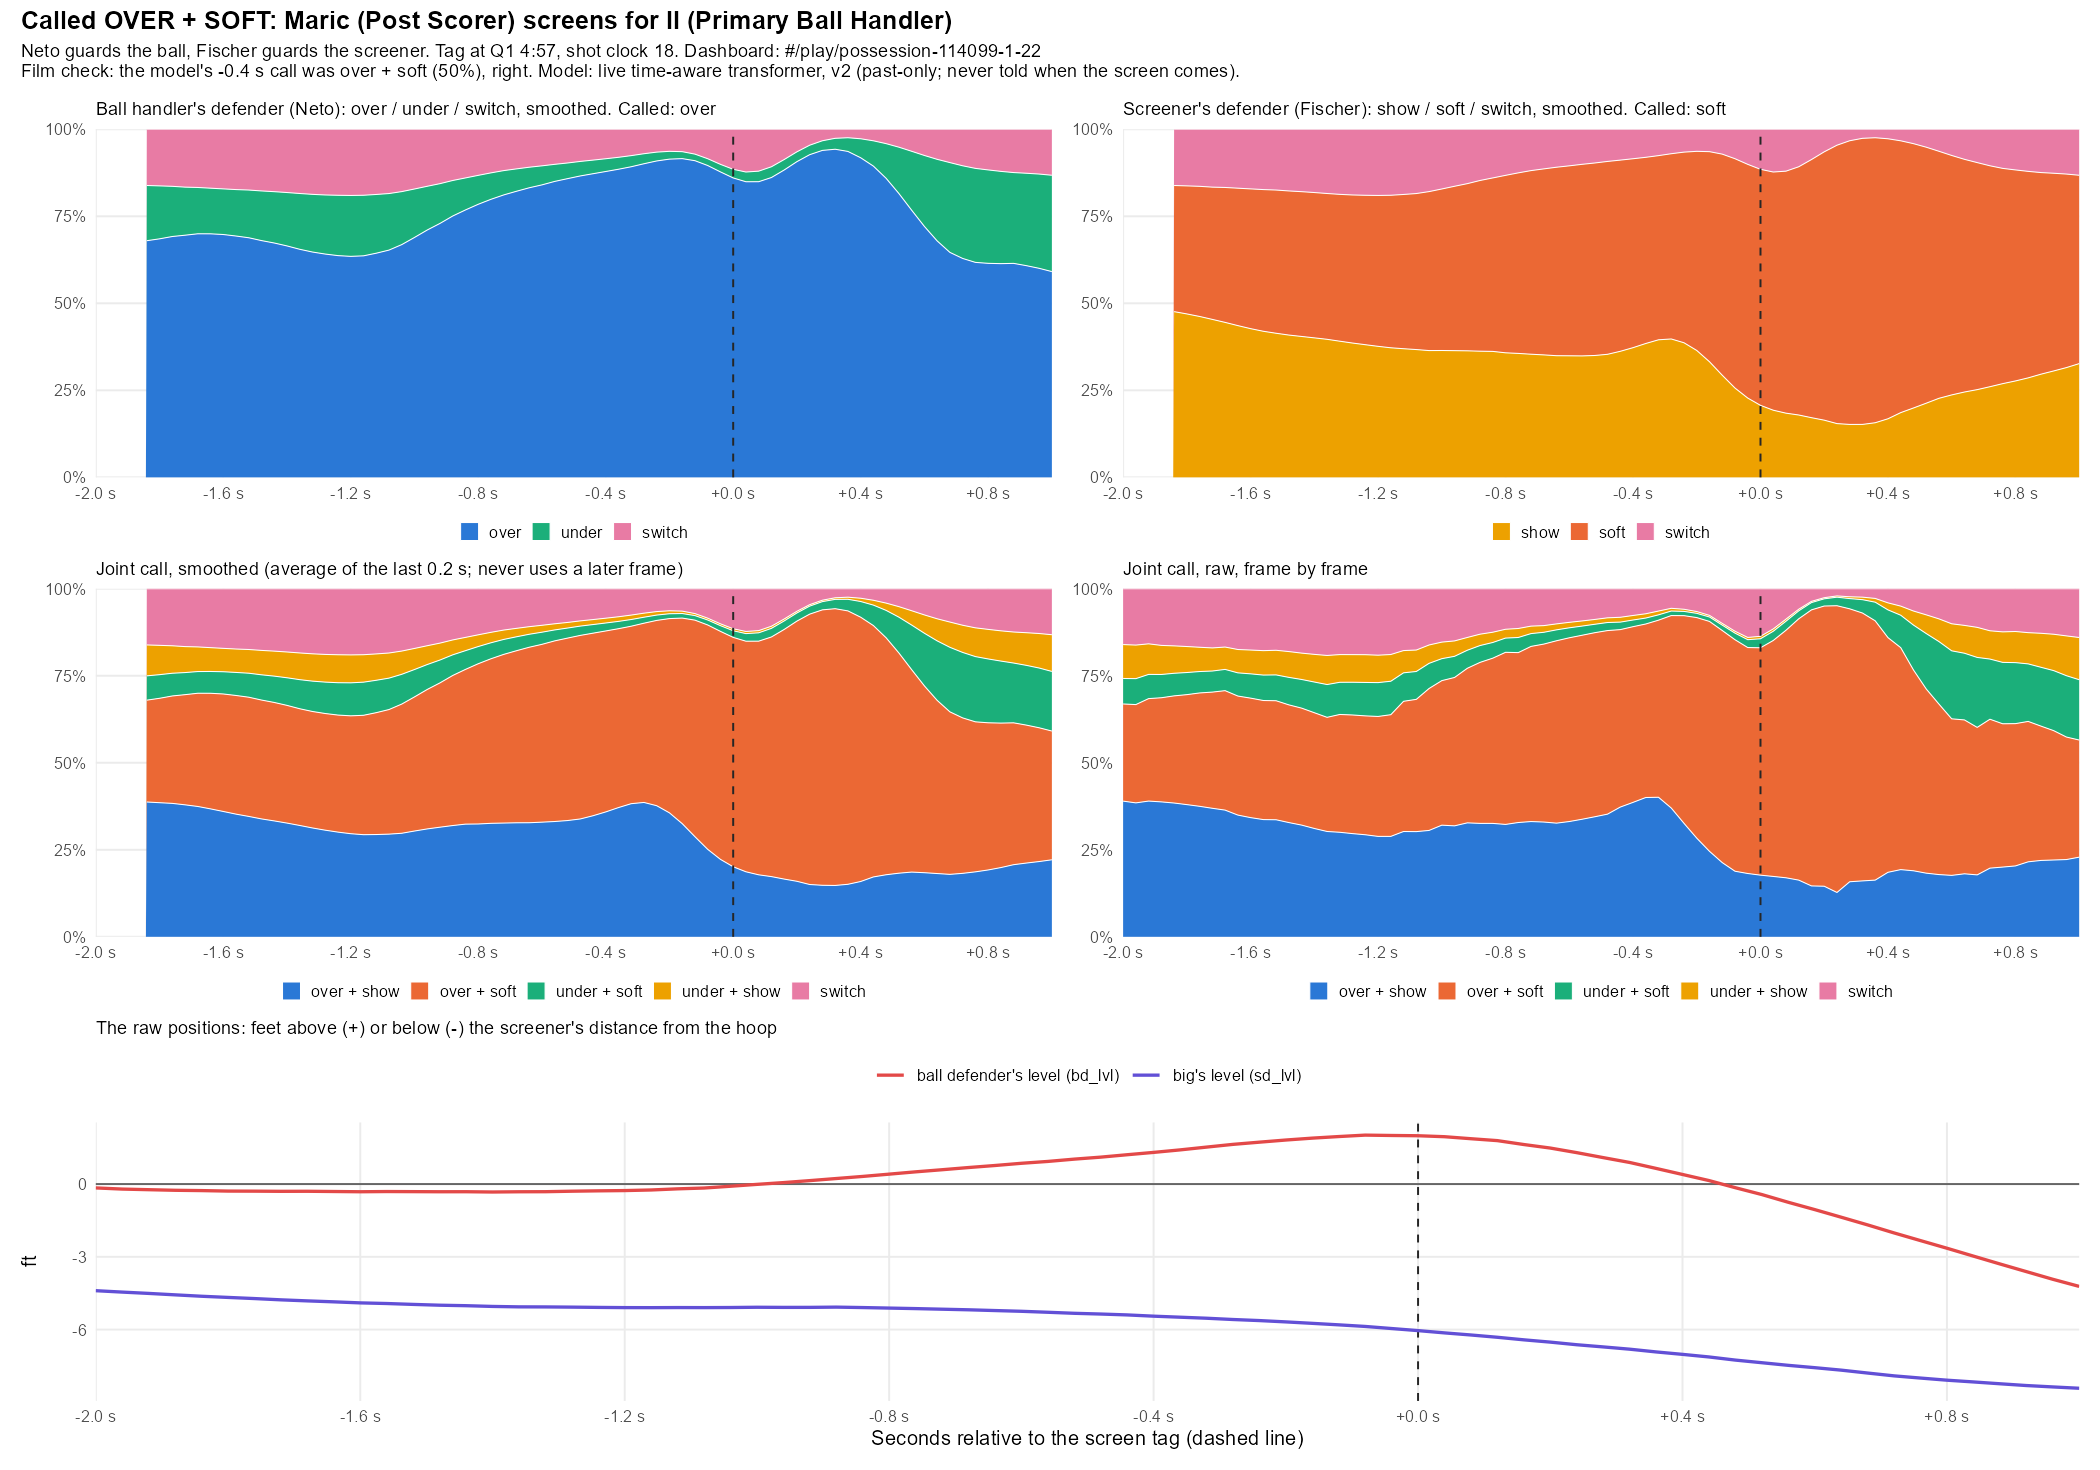 Called OVER + SOFT: Maric (Post Scorer) screens for II (Primary Ball Handler)
Neto guards the ball, Fischer guards the screener. Tag at Q1 4:57, shot clock 18. Dashboard: #/play/possession-114099-1-22
Film check: the model's -0.4 s call was over + soft (50%), right. Model: live time-aware transformer, v2 (past-only; never told when the screen comes).
Ball handler's defender (Neto): over / under / switch, smoothed. Called: over
100%
75%
50%
25%
0%
-2.0 s -1.6 s -1.2 s -0.8 s -0.4 s +0.0 s +0.4 s +0.8 s
over under switch
Screener's defender (Fischer): show / soft / switch, smoothed. Called: soft
100%
75%
50%
25%
0%
-2.0 s -1.6 s -1.2 s -0.8 s -0.4 s +0.0 s +0.4 s +0.8 s
show soft switch
Joint call, smoothed (average of the last 0.2 s; never uses a later frame)
100%
75%
50%
25%
0%
-2.0 s -1.6 s -1.2 s -0.8 s -0.4 s +0.0 s +0.4 s +0.8 s
over + show over + soft under + soft under + show switch
Joint call, raw, frame by frame
100%
75%
50%
25%
0%
-2.0 s -1.6 s -1.2 s -0.8 s -0.4 s +0.0 s +0.4 s +0.8 s
over + show over + soft under + soft under + show switch
The raw positions: feet above (+) or below (-) the screener's distance from the hoop
ball defender's level (bd_lvl) big's level (sd_lvl)
ft
0
-3
-6
-2.0 s -1.6 s -1.2 s -0.8 s -0.4 s +0.0 s +0.4 s +0.8 s
Seconds relative to the screen tag (dashed line)